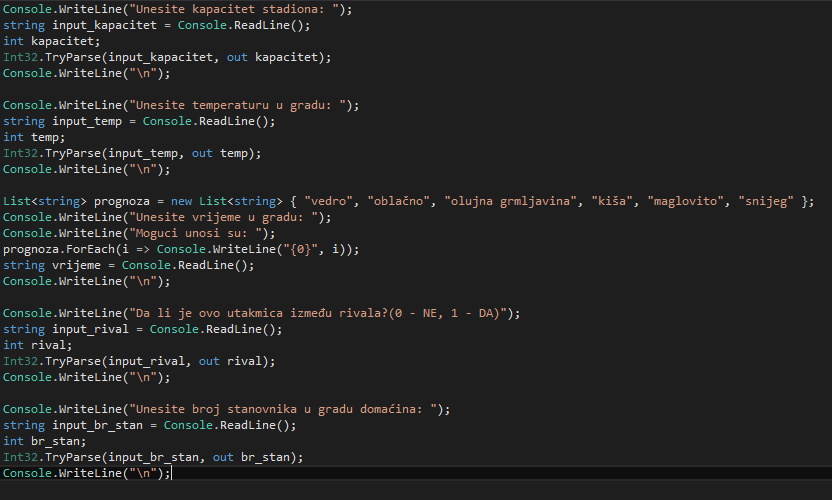 Console.WriteLine("Unesite kapacitet stadiona: ");
string input_kapacitet = Console.ReadLine();
int kapacitet;
Int32.TryParse(input_kapacitet, out kapacitet);
Console.WriteLine("\n");
Console.WriteLine("Unesite temperaturu u gradu: ");
string input_temp = Console.ReadLine();
int temp;
Int32.TryParse(input_temp, out temp);
Console.WriteLine("\n");
List<string> prognoza = new List<string> { "vedro", "oblačno", "olujna grmljavina", "kiša", "maglovito", "snijeg" };
Console.WriteLine("Unesite vrijeme u gradu: ");
Console.WriteLine("Moguci unosi su: ");
prognoza.ForEach(i => Console.WriteLine("{0}", i));
string vrijeme = Console.ReadLine();
Console.WriteLine("\n");
Console.WriteLine("Da li je ovo utakmica između rivala?(0 - NE, 1 - DA)");
string input_rival = Console.ReadLine();
int rival;
Int32.TryParse(input_rival, out rival);
Console.WriteLine("\n");
Console.WriteLine("Unesite broj stanovnika u gradu domaćina: ");
string input_br_stan = Console.ReadLine();
int br_stan;
Int32.TryParse(input_br_stan, out br_stan);
Console.WriteLine("\n");